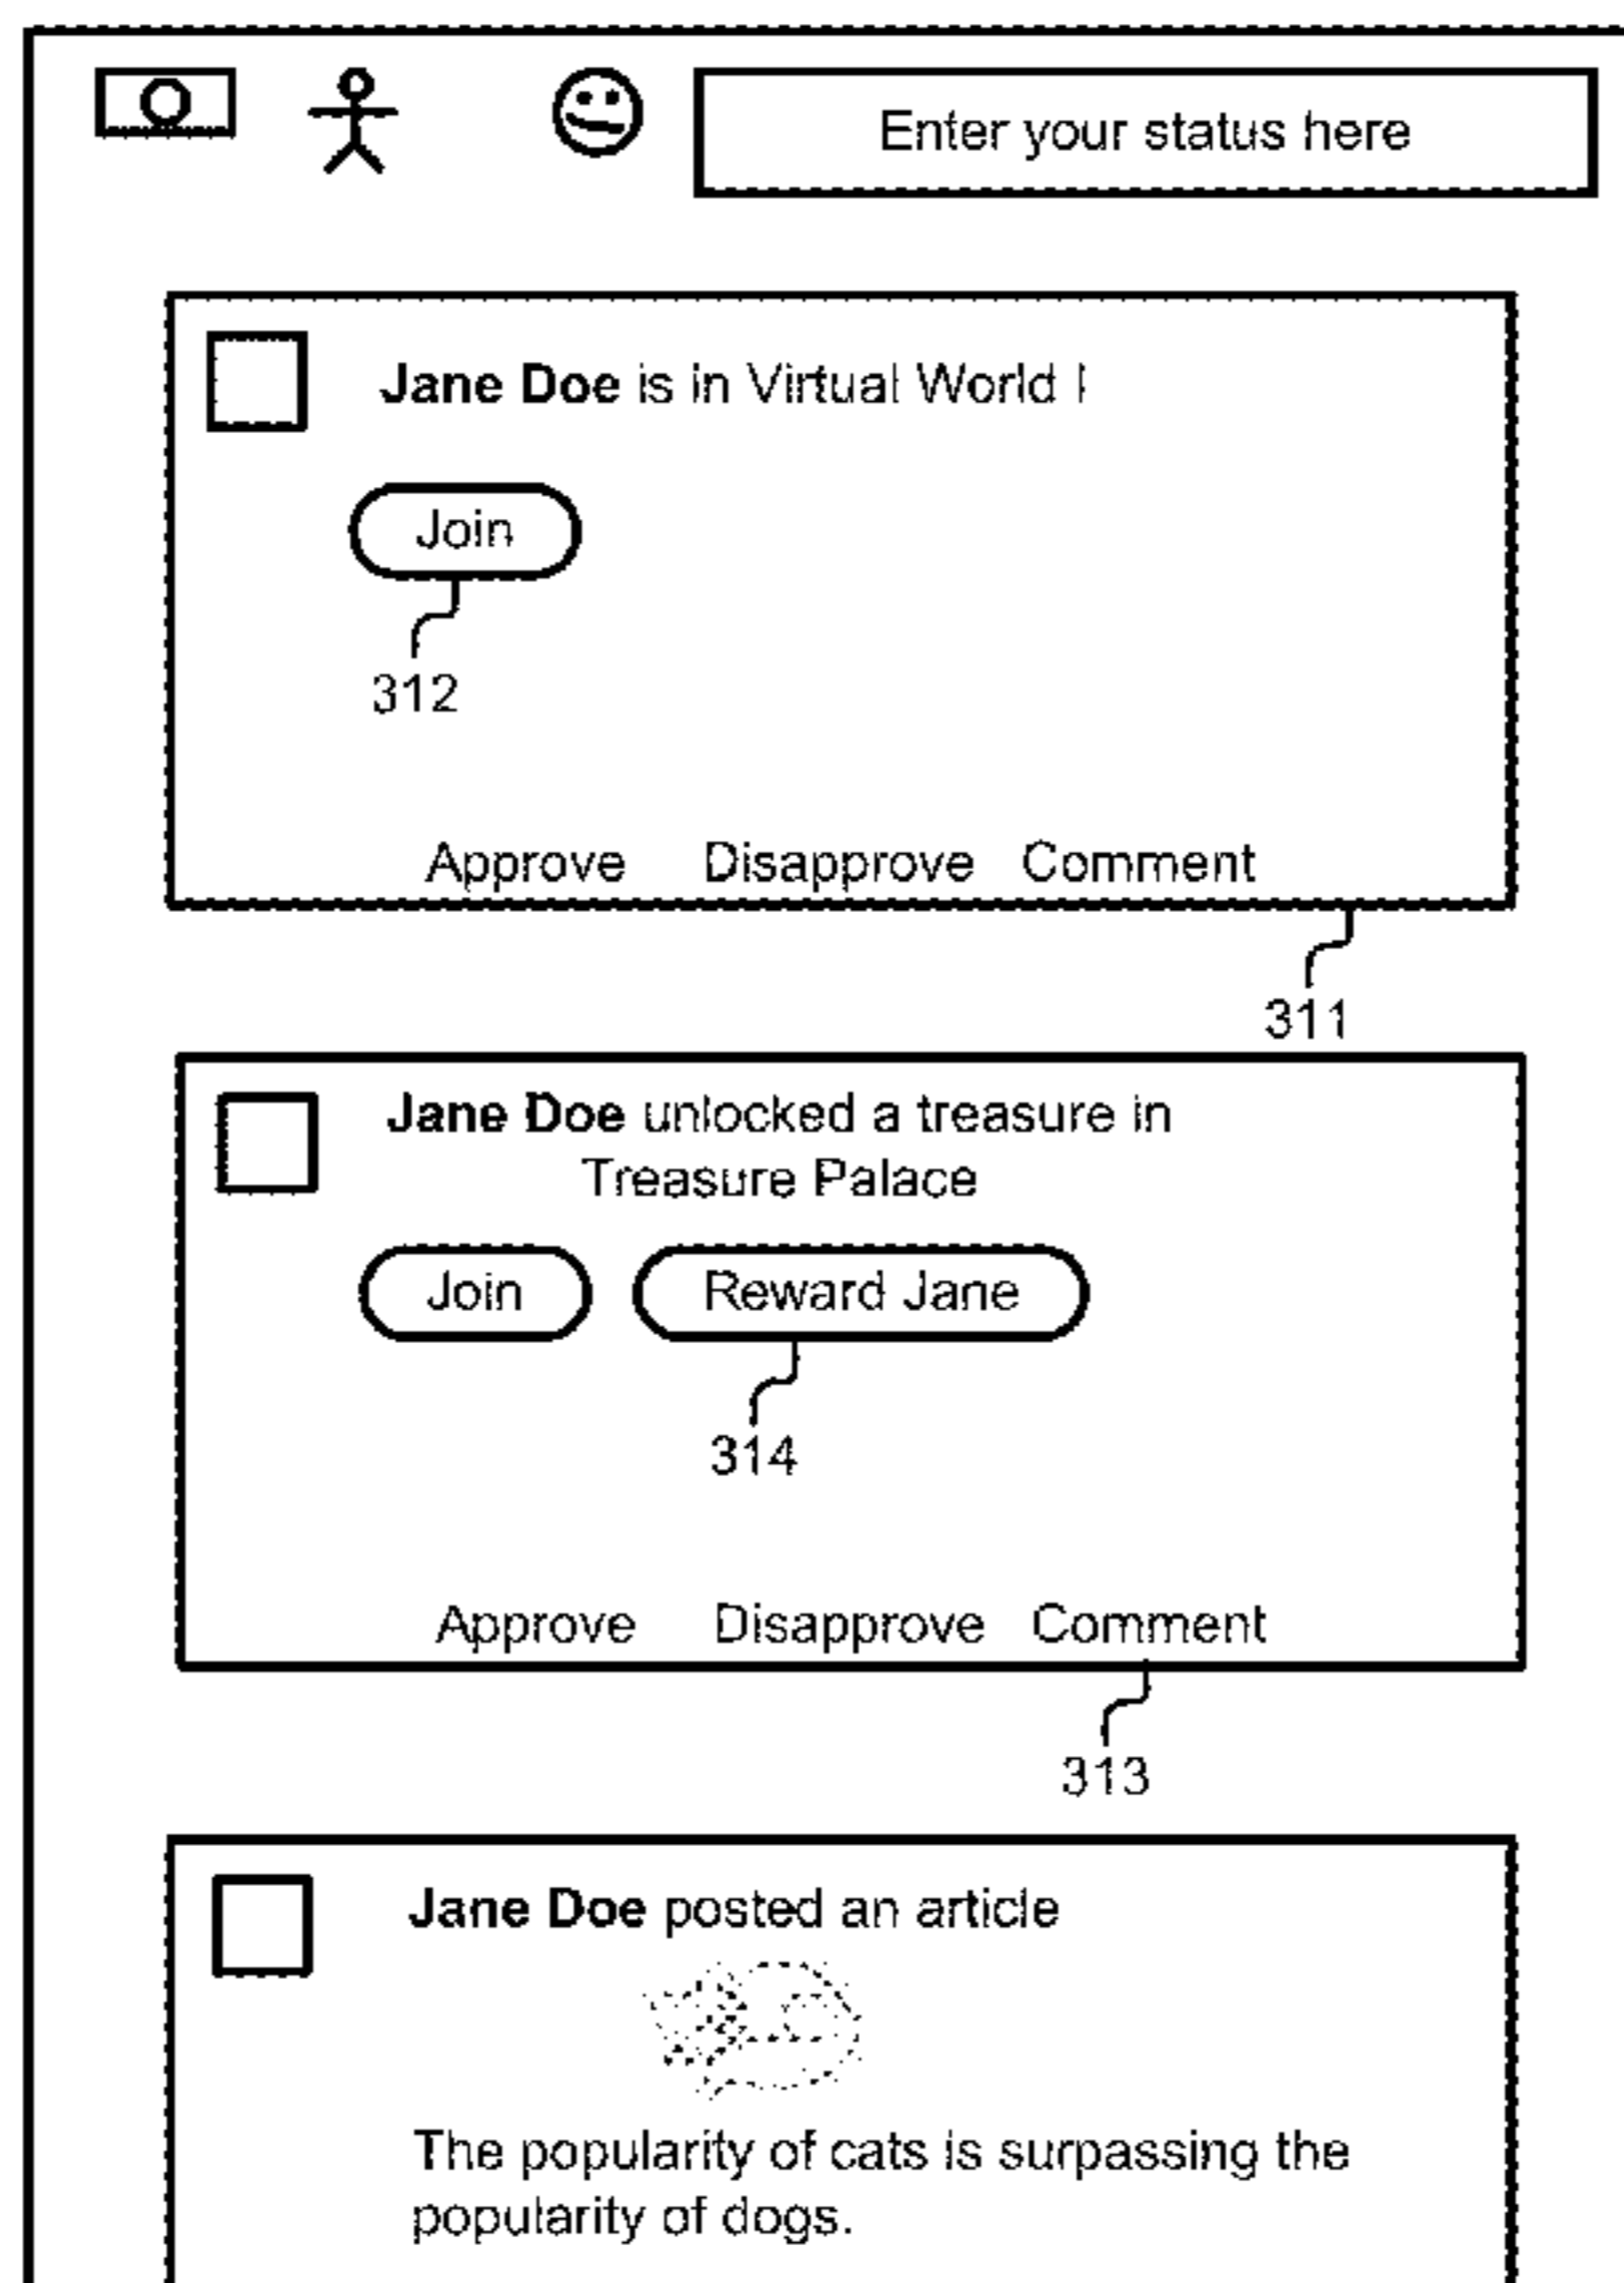 Enter your status here
Jane Doe is in Virtual World I
Join
312
Approve Disapprove Comment
311
Jane Doe unlocked a treasure in
Treasure Palace
Join Reward Jane
314
Approve Disapprove Comment
313
Jane Doe posted an article
The popularity of cats is surpassing the
popularity of dogs.